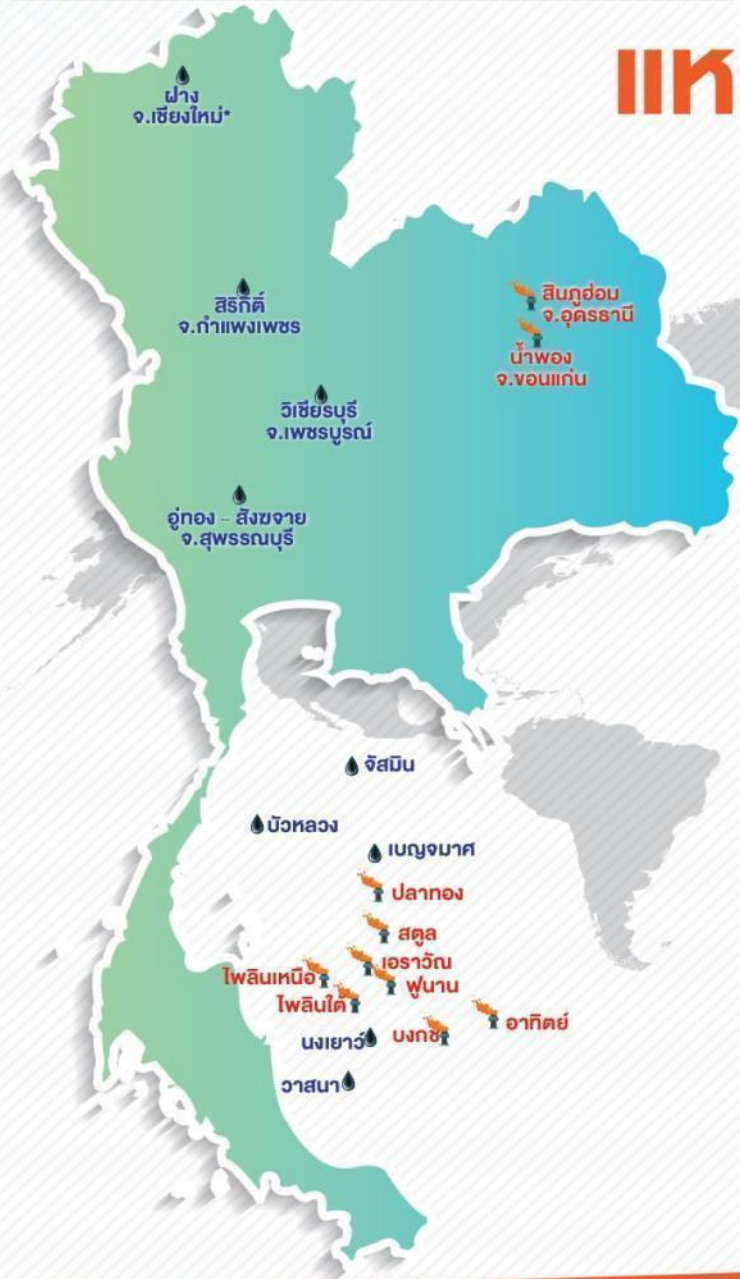 แห
ฝาง
จ.เชียงใหม่*
สิริกิติ์
จ.กำแพงเพชร
สินภูฮ่อม
จ.อุดรธานี
น้ำพอง
จ.ขอนแก่น
วิเชียรบุรี
จ.เพชรบูรณ์
อู่ทอง - สังฆจาย
จ.สุพรรณบุรี
จัสมิน
บัวหลวง
เบญจมาศ
ปลาทอง
สตูล
เอราวัณ
ไพลินเหนือ
ฟูนาน
ไพลินใต้
อาทิตย์
นงเยาว์
บงกช
วาสนา